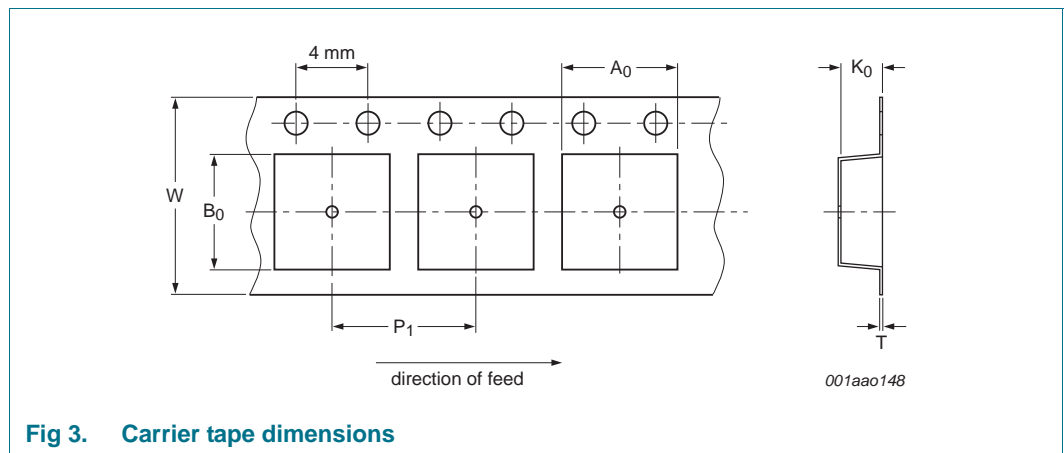 4 mm
A0
K0
W
B0
P1
T
direction of feed
001aao148
Fig 3. Carrier tape dimensions